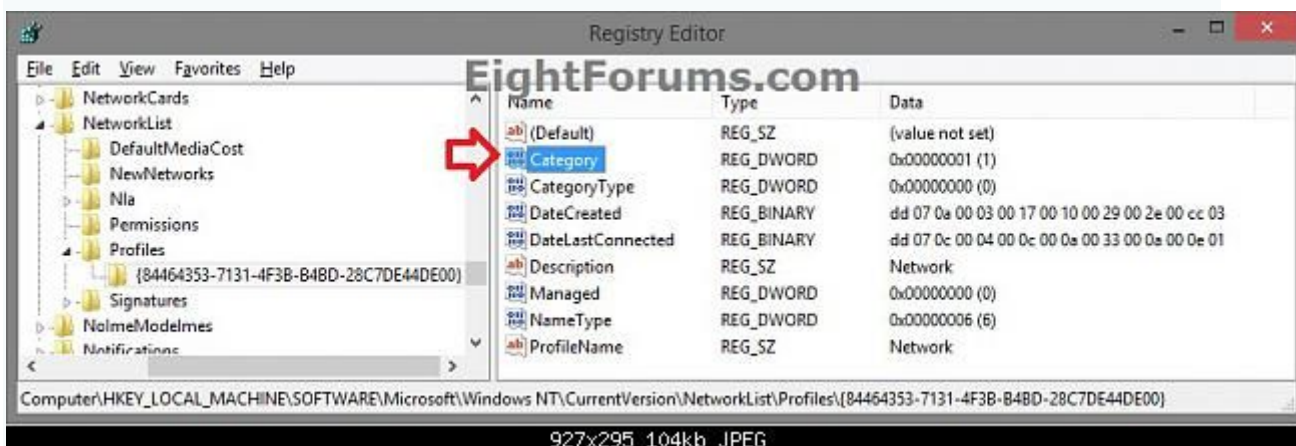 Registry Editor
File Edit View Favorites Help
EightForums.com
NetworkCards
NetworkList
DefaultMediaCost
NewNetworks
Nla
Permissions
Profiles
{84464353-7131-4F3B-B4BD-28C7DE44DE00}
Signatures
NoImeModeImes
Notifications
Name Type Data
(Default) REG_SZ (value not set)
Category REG_DWORD 0x00000001 (1)
CategoryType REG_DWORD 0x00000000 (0)
DateCreated REG_BINARY dd 07 0a 00 03 00 17 00 10 00 29 00 2e 00 cc 03
DateLastConnected REG_BINARY dd 07 0c 00 04 00 0c 00 0a 00 33 00 0a 00 0e 01
Description REG_SZ Network
Managed REG_DWORD 0x00000000 (0)
NameType REG_DWORD 0x00000006 (6)
ProfileName REG_SZ Network
Computer\HKEY_LOCAL_MACHINE\SOFTWARE\Microsoft\Windows NT\CurrentVersion\NetworkList\Profiles\{84464353-7131-4F3B-B4BD-28C7DE44DE00}
927x295 104kb JPEG